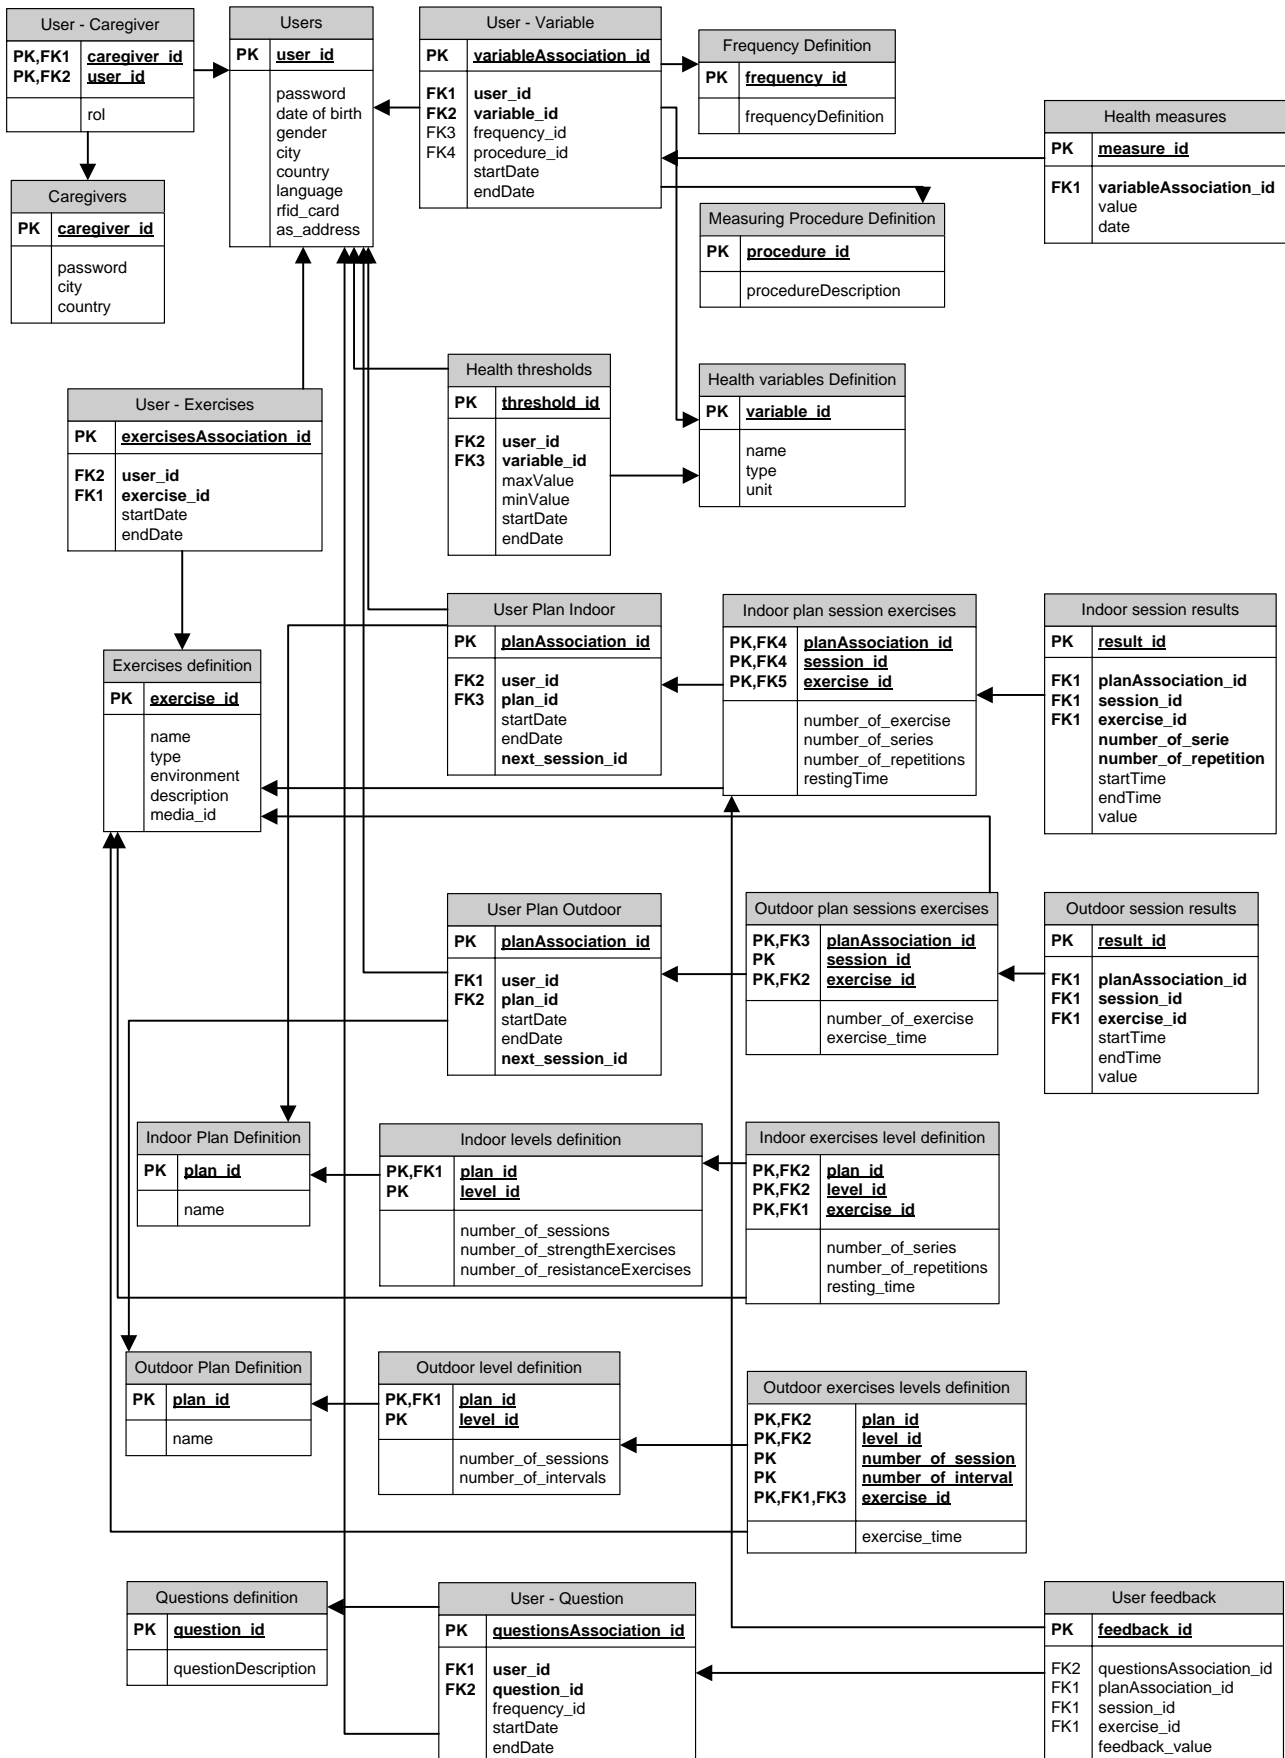 User - Caregiver
PK,FK1 caregiver_id
PK,FK2 user_id
rol
Users
PK user_id
password
date of birth
gender
city
country
language
rfid_card
as_address
User - Variable
PK variableAssociation_id
FK1 user_id
FK2 variable_id
FK3 frequency_id
FK4 procedure_id
startDate
endDate
Frequency Definition
PK frequency_id
frequencyDefinition
Health measures
PK measure_id
FK1 variableAssociation_id
value
date
Caregivers
PK caregiver_id
password
city
country
Measuring Procedure Definition
PK procedure_id
procedureDescription
Health thresholds
PK threshold_id
FK2 user_id
FK3 variable_id
maxValue
minValue
startDate
endDate
Health variables Definition
PK variable_id
name
type
unit
User - Exercises
PK exercisesAssociation_id
FK2 user_id
FK1 exercise_id
startDate
endDate
User Plan Indoor
PK planAssociation_id
FK2 user_id
FK3 plan_id
startDate
endDate
next_session_id
Indoor plan session exercises
PK,FK4 planAssociation_id
PK,FK4 session_id
PK,FK5 exercise_id
number_of_exercise
number_of_series
number_of_repetitions
restingTime
Indoor session results
PK result_id
FK1 planAssociation_id
FK1 session_id
FK1 exercise_id
number_of_serie
number_of_repetition
startTime
endTime
value
Exercises definition
PK exercise_id
name
type
environment
description
media_id
User Plan Outdoor
PK planAssociation_id
FK1 user_id
FK2 plan_id
startDate
endDate
next_session_id
Outdoor plan sessions exercises
PK,FK3 planAssociation_id
PK session_id
PK,FK2 exercise_id
number_of_exercise
exercise_time
Outdoor session results
PK result_id
FK1 planAssociation_id
FK1 session_id
FK1 exercise_id
startTime
endTime
value
Indoor Plan Definition
PK plan_id
name
Indoor levels definition
PK,FK1 plan_id
PK level_id
number_of_sessions
number_of_strengthExercises
number_of_resistanceExercises
Indoor exercises level definition
PK,FK2 plan_id
PK,FK2 level_id
PK,FK1 exercise_id
number_of_series
number_of_repetitions
resting_time
Outdoor Plan Definition
PK plan_id
name
Outdoor level definition
PK,FK1 plan_id
PK level_id
number_of_sessions
number_of_intervals
Outdoor exercises levels definition
PK,FK2 plan_id
PK,FK2 level_id
PK number_of_session
PK number_of_interval
PK,FK1,FK3 exercise_id
exercise_time
Questions definition
PK question_id
questionDescription
User - Question
PK questionsAssociation_id
FK1 user_id
FK2 question_id
frequency_id
startDate
endDate
User feedback
PK feedback_id
FK2 questionsAssociation_id
FK1 planAssociation_id
FK1 session_id
FK1 exercise_id
feedback_value